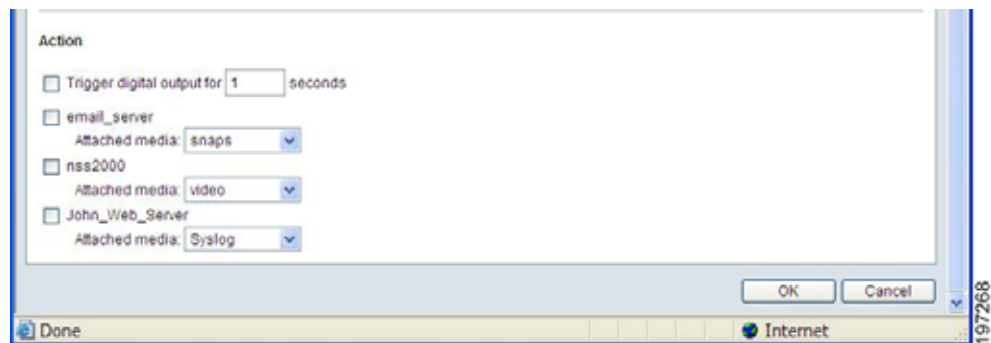 Action
Trigger digital output for 1 seconds
email_server
Attached media: snaps
nss2000
Attached media: video
John_Web_Server
Attached media: Syslog
OK Cancel
Done Internet
197268